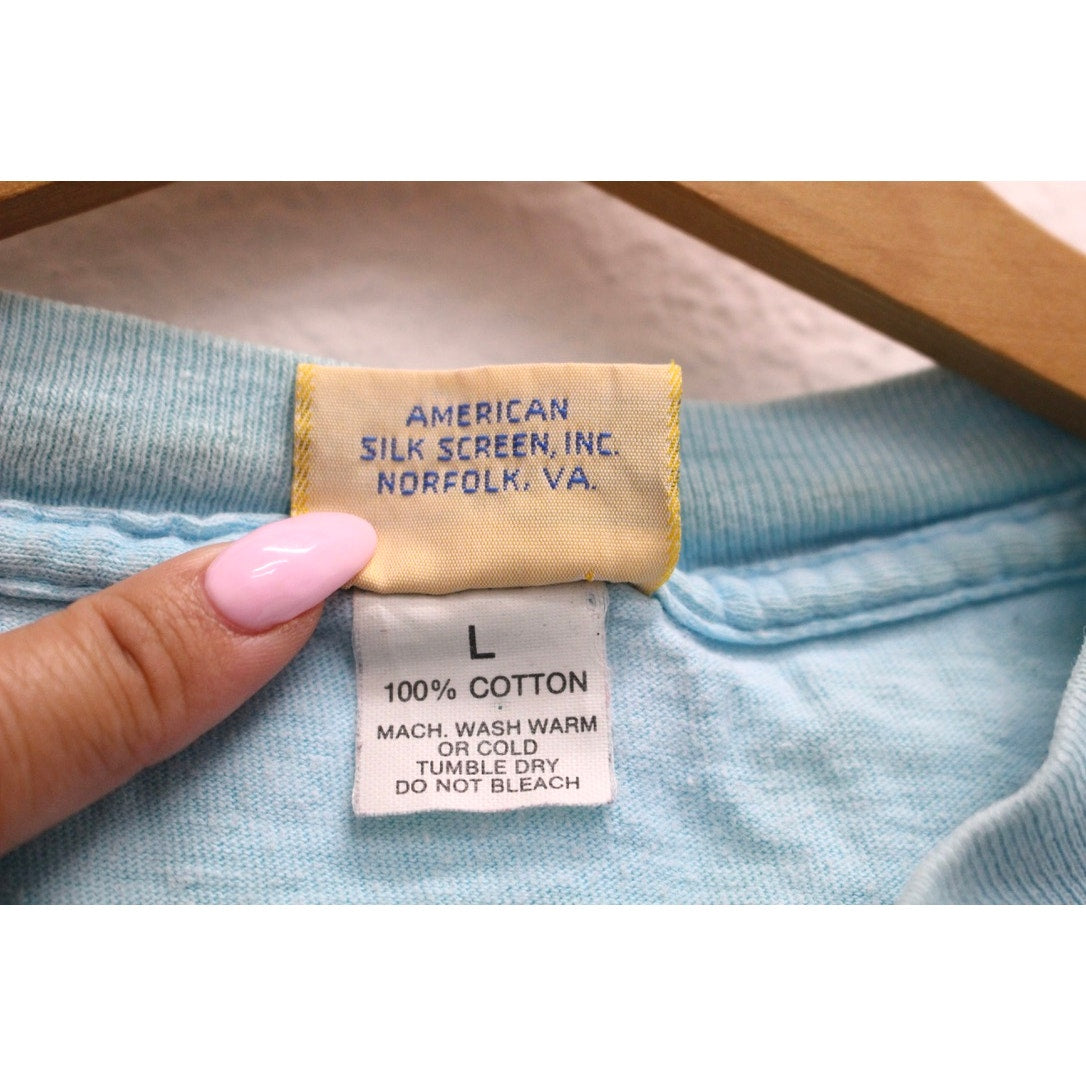 AMERICAN
SILK SCREEN, INC.
NORFOLK. VA.
L
100% COTTON
MACH. WASH WARM
OR COLD
TUMBLE DRY
DO NOT BLEACH